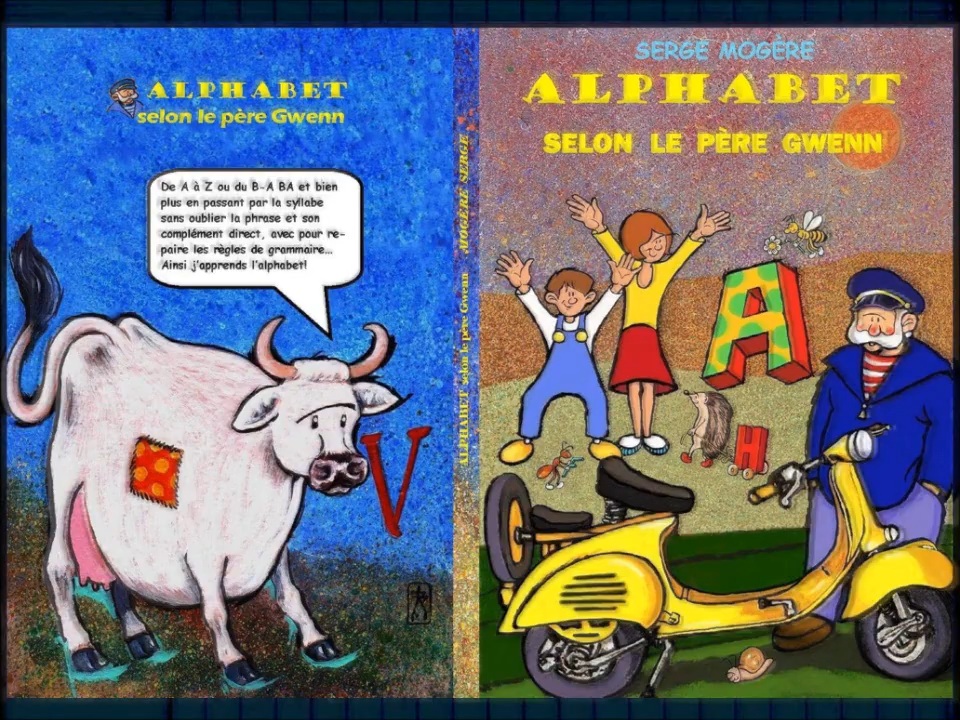 ALPHABET
selon le père Gwenn
De A à Z ou du B-A BA et bien
plus en passant par la syllabe
sans oublier la phrase et son
complément direct, avec pour re-
paire les règles de grammaire...
Ainsi j'apprends l'alphabet!
V
ALPHABET selon le père Gwenn MOGÈRE SERGE
SERGE MOGÈRE
ALPHABET
SELON LE PÈRE GWENN
A
H